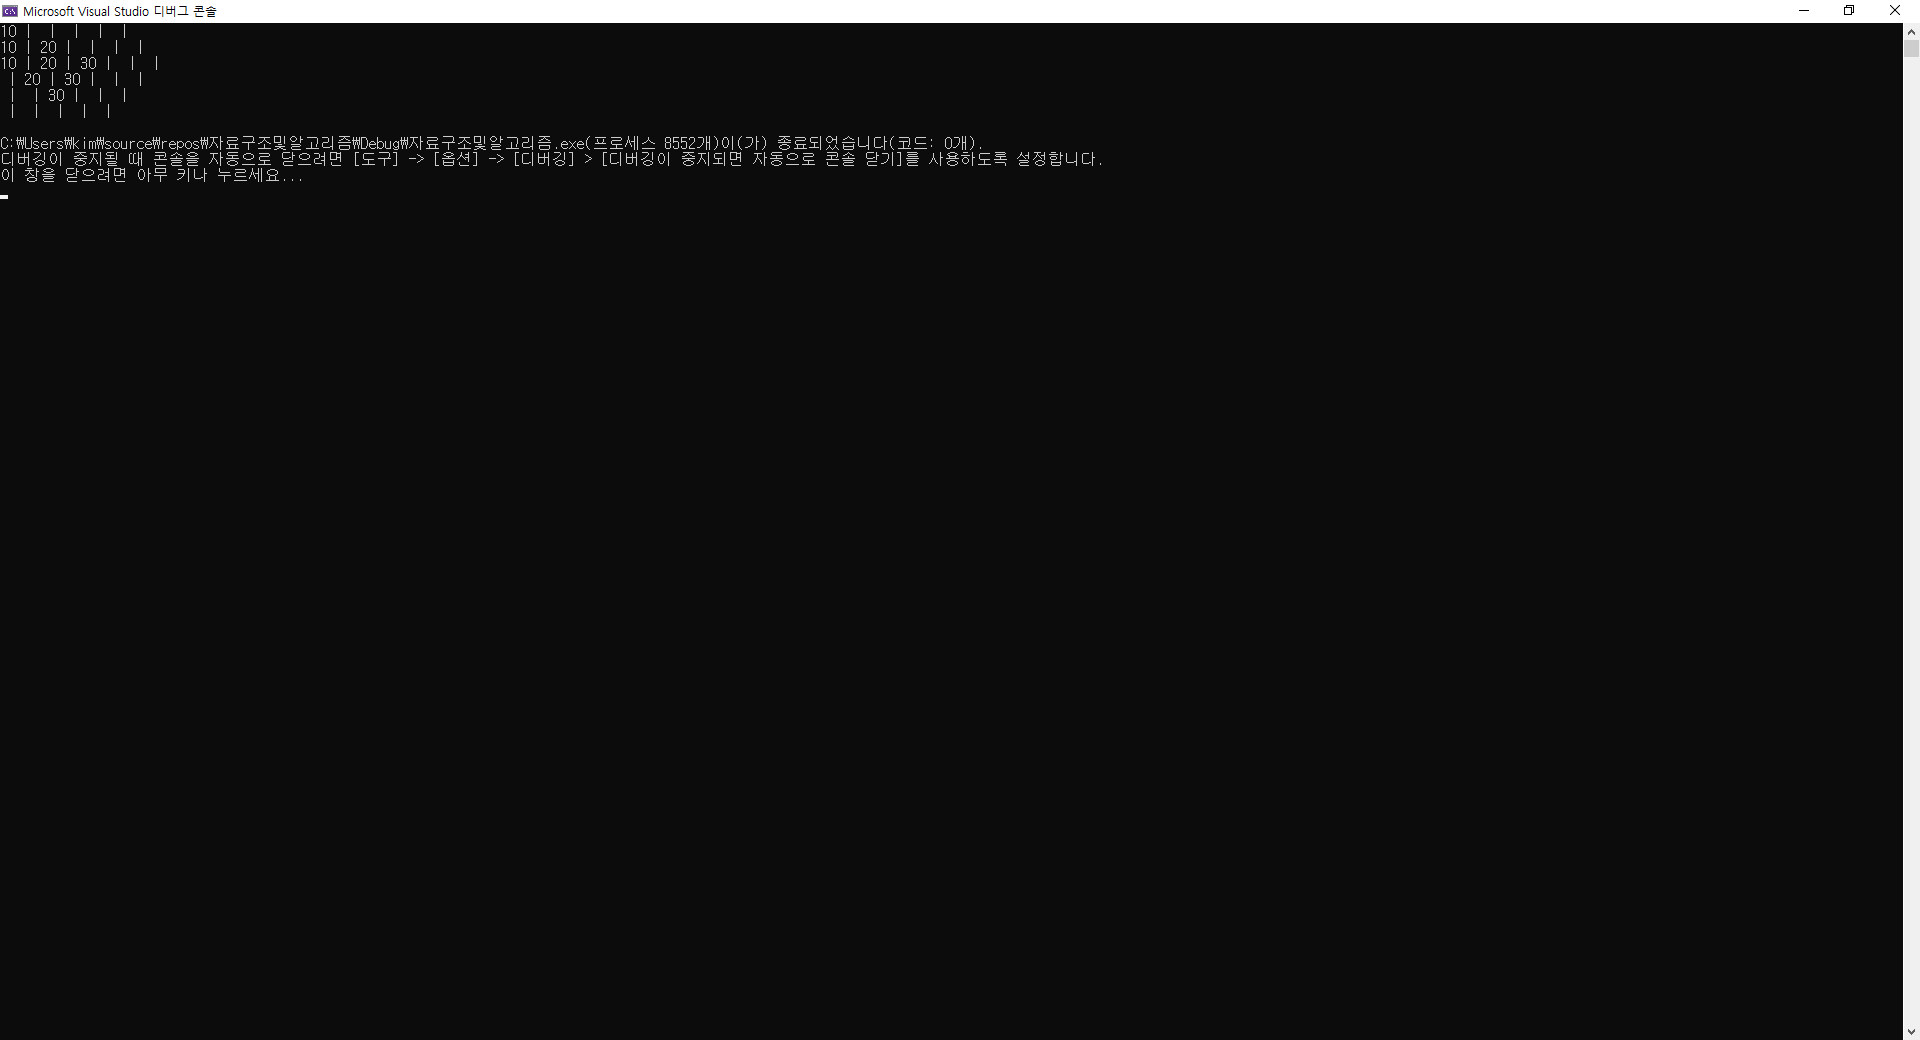 Microsoft Visual Studio 디버그 콘솔
10 |  |  |  |  |
10 | 20 |  |  |  |
10 | 20 | 30 |  |  |
 | 20 | 30 |  |  |
 |  | 30 |  |  |
 |  |  |  |  |
C:\Users\kim\source\repos\자료구조및알고리즘\Debug\자료구조및알고리즘.exe(프로세스 8552개)이(가) 종료되었습니다(코드: 0개).
디버깅이 중지될 때 콘솔을 자동으로 닫으려면 [도구] -> [옵션] -> [디버깅] > [디버깅이 중지되면 자동으로 콘솔 닫기]를 사용하도록 설정합니다.
이 창을 닫으려면 아무 키나 누르세요...